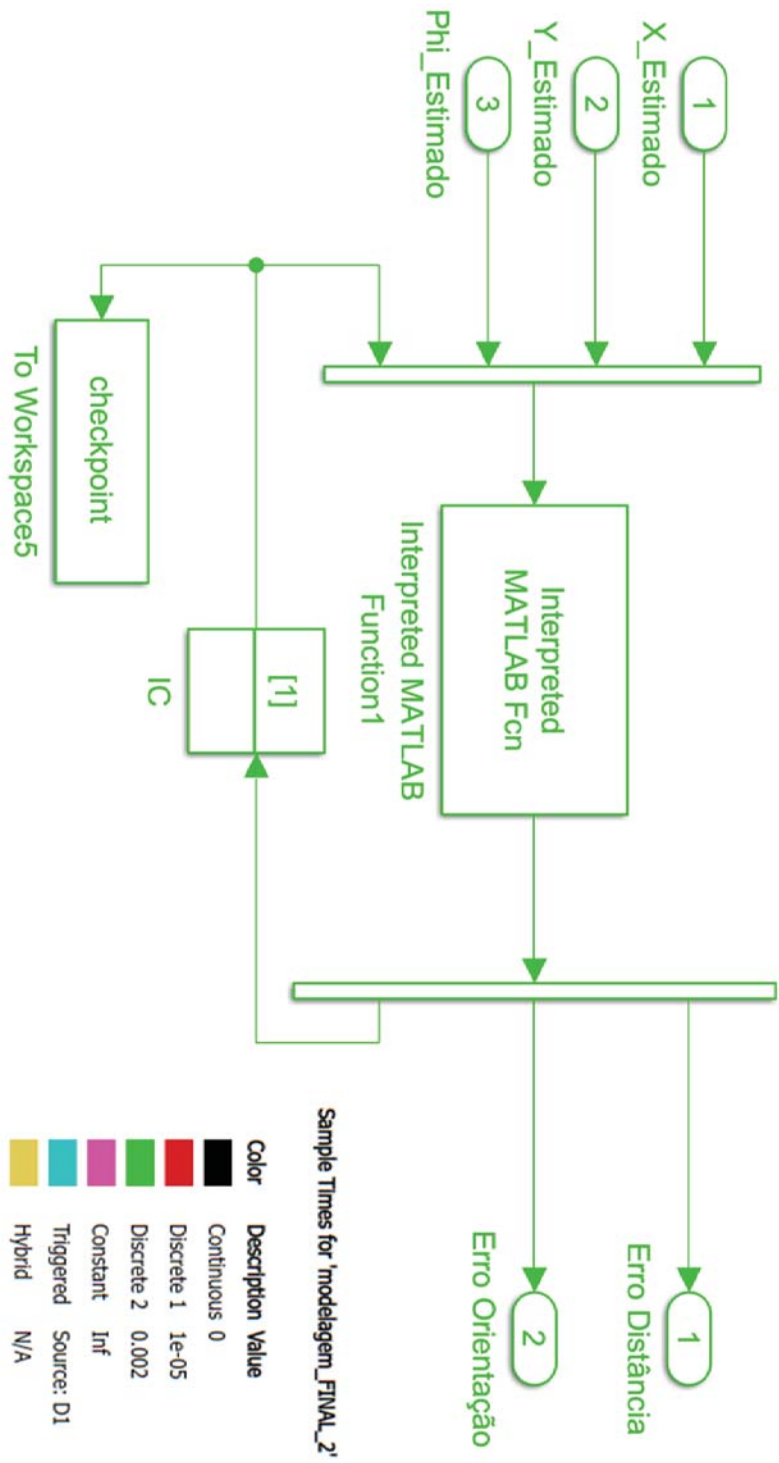 1
X_Estimado
2
Y_Estimado
3
Phi_Estimado
Interpreted
MATLAB Fcn
Interpreted MATLAB
Function1
1
Erro Distância
2
Erro Orientação
[1]
IC
checkpoint
To Workspace5
Sample Times for 'modelagem_FINAL_2'
Color Description Value
Continuous 0
Discrete 1 1e-05
Discrete 2 0.002
Constant Inf
Triggered Source: D1
Hybrid N/A